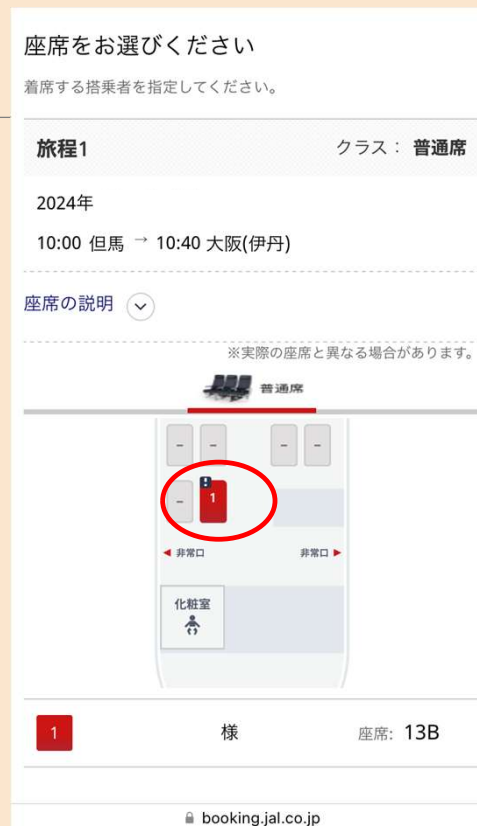 座席をお選びください
着席する搭乗者を指定してください。
旅程1 クラス： 普通席
2024年
10:00 但馬 → 10:40 大阪(伊丹)
座席の説明
※実際の座席と異なる場合があります。
普通席
- - - -
- 1
非常口 非常口
化粧室
1 様 座席: 13B
booking.jal.co.jp